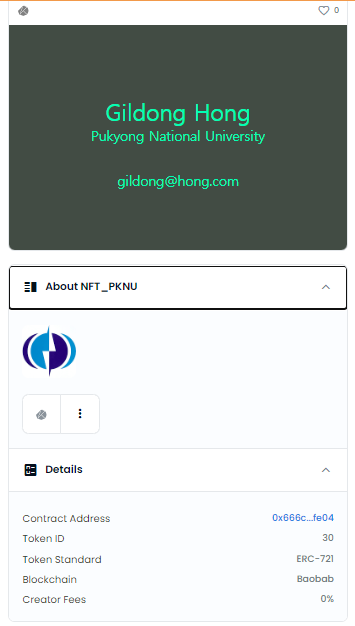 0
Gildong Hong
Pukyong National University
gildong@hong.com
About NFT_PKNU
Details
Contract Address 0x666c...fe04
Token ID 30
Token Standard ERC-721
Blockchain Baobab
Creator Fees 0%